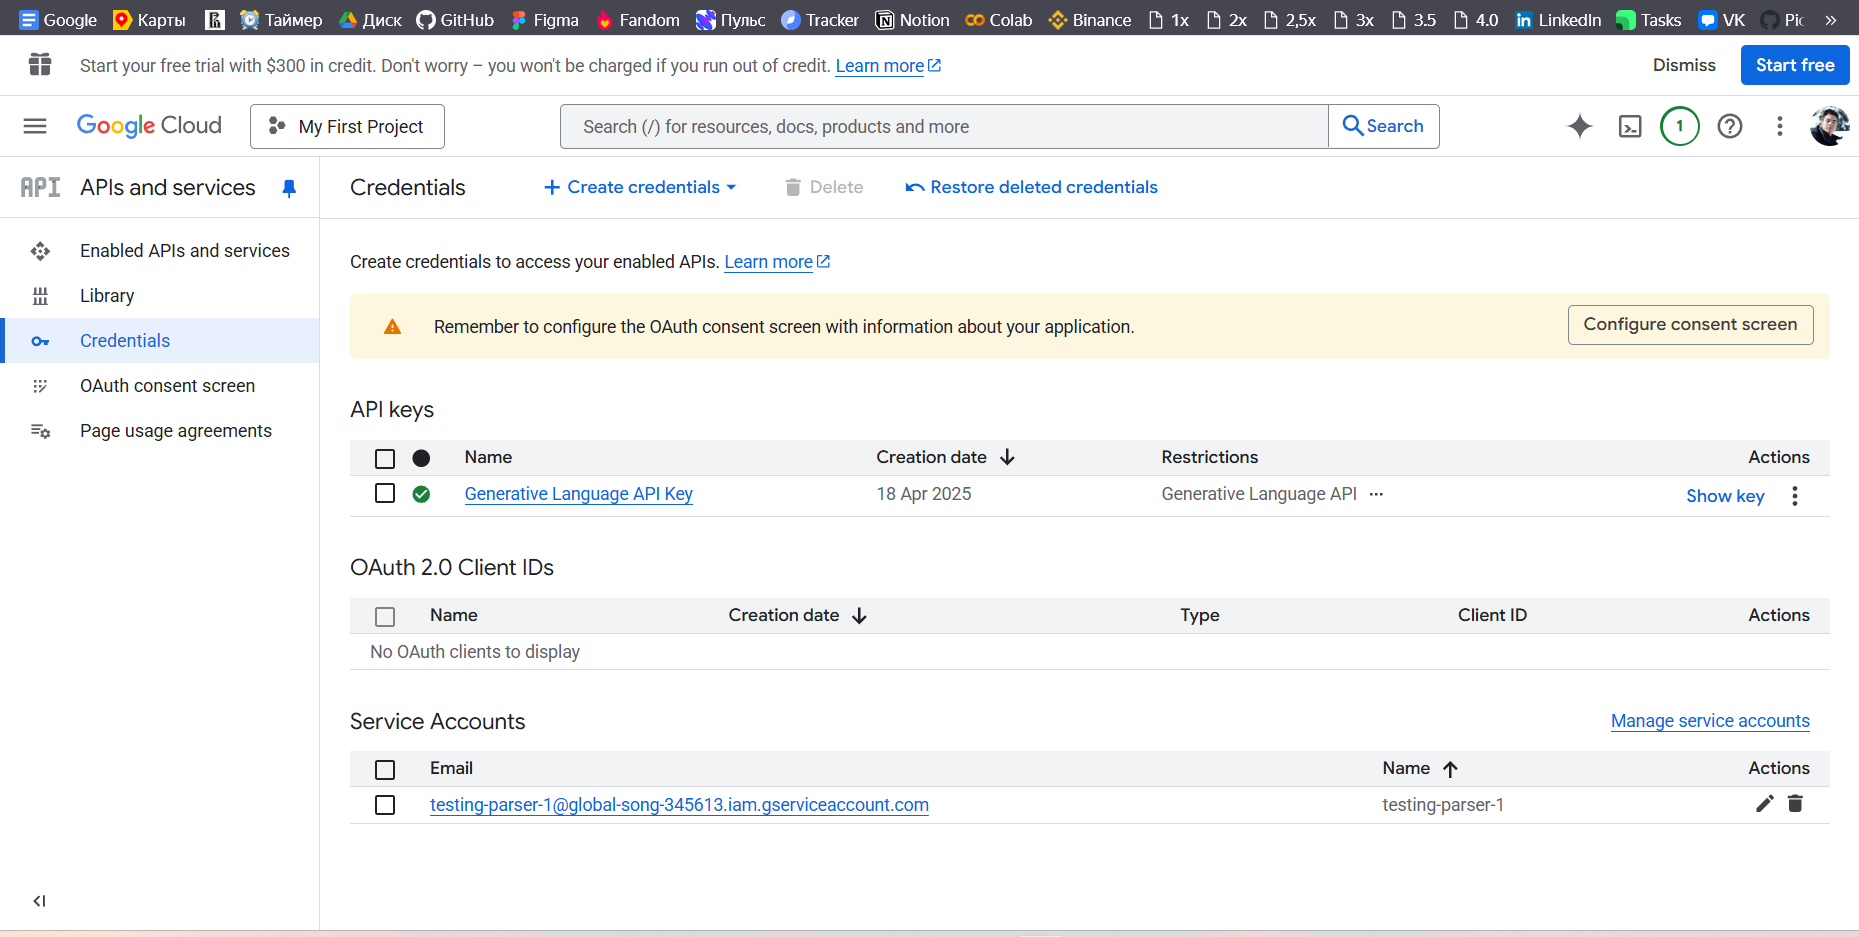 Google Карты Таймер Диск GitHub Figma Fandom Пульс Tracker Notion Colab Binance 1x 2x 2,5x 3x 3.5 4.0 LinkedIn Tasks VK »
Start your free trial with $300 in credit. Don't worry – you won't be charged if you run out of credit. Learn more Dismiss Start free
Google Cloud My First Project Search (/) for resources, docs, products and more Search 1
API APIs and services Credentials + Create credentials Delete Restore deleted credentials
Enabled APIs and services
Library
Credentials
OAuth consent screen
Page usage agreements
Create credentials to access your enabled APIs. Learn more
Remember to configure the OAuth consent screen with information about your application. Configure consent screen
API keys
Name Creation date Restrictions Actions
Generative Language API Key 18 Apr 2025 Generative Language API ... Show key
OAuth 2.0 Client IDs
Name Creation date Type Client ID Actions
No OAuth clients to display
Service Accounts Manage service accounts
Email Name Actions
testing-parser-1@global-song-345613.iam.gserviceaccount.com testing-parser-1